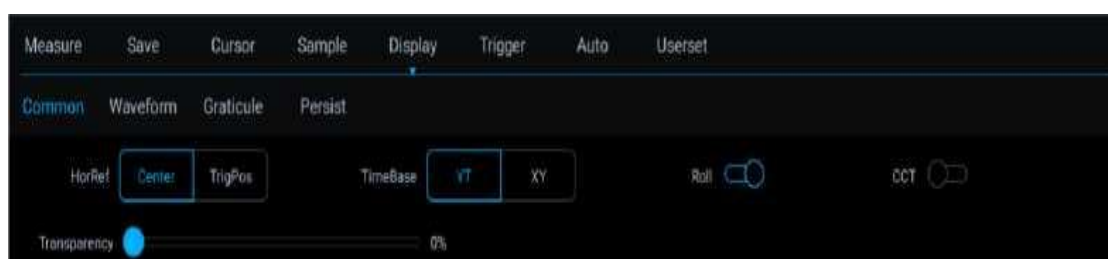 Measure Save Cursor Sample Display Trigger Auto Userset
Common Waveform Graticule Persist
HorRef Center TrigPos TimeBase YT XY Roll CCT
Transparency 0%